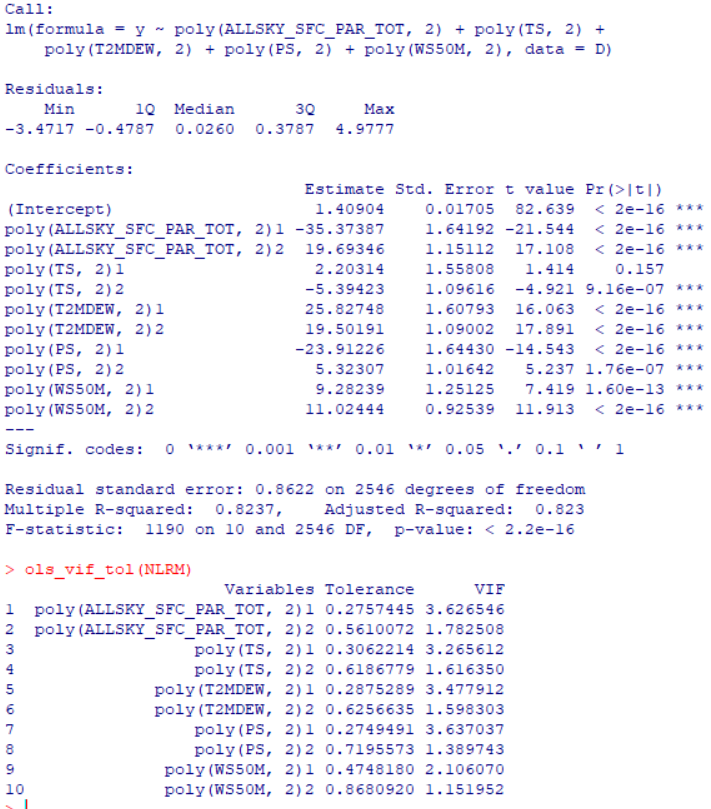 Call:
lm(formula = y ~ poly(ALLSKY_SFC_PAR_TOT, 2) + poly(TS, 2) +
    poly(T2MDEW, 2) + poly(PS, 2) + poly(WS50M, 2), data = D)

Residuals:
    Min      1Q  Median      3Q     Max
-3.4717 -0.4787  0.0260  0.3787  4.9777

Coefficients:
                              Estimate Std. Error t value Pr(>|t|)
(Intercept)                    1.40904    0.01705  82.639  < 2e-16 ***
poly(ALLSKY_SFC_PAR_TOT, 2)1 -35.37387    1.64192 -21.544  < 2e-16 ***
poly(ALLSKY_SFC_PAR_TOT, 2)2  19.69346    1.15112  17.108  < 2e-16 ***
poly(TS, 2)1                   2.20314    1.55808   1.414    0.157
poly(TS, 2)2                  -5.39423    1.09616  -4.921 9.16e-07 ***
poly(T2MDEW, 2)1              25.82748    1.60793  16.063  < 2e-16 ***
poly(T2MDEW, 2)2              19.50191    1.09002  17.891  < 2e-16 ***
poly(PS, 2)1                 -23.91226    1.64430 -14.543  < 2e-16 ***
poly(PS, 2)2                   5.32307    1.01642   5.237 1.76e-07 ***
poly(WS50M, 2)1                9.28239    1.25125   7.419 1.60e-13 ***
poly(WS50M, 2)2               11.02444    0.92539  11.913  < 2e-16 ***
---
Signif. codes:  0 ‘***’ 0.001 ‘**’ 0.01 ‘*’ 0.05 ‘.’ 0.1 ‘ ’ 1

Residual standard error: 0.8622 on 2546 degrees of freedom
Multiple R-squared:  0.8237,    Adjusted R-squared:  0.823
F-statistic:  1190 on 10 and 2546 DF,  p-value: < 2.2e-16

> ols_vif_tol(NLRM)
                      Variables Tolerance      VIF
1  poly(ALLSKY_SFC_PAR_TOT, 2)1 0.2757445 3.626546
2  poly(ALLSKY_SFC_PAR_TOT, 2)2 0.5610072 1.782508
3                  poly(TS, 2)1 0.3062214 3.265612
4                  poly(TS, 2)2 0.6186779 1.616350
5              poly(T2MDEW, 2)1 0.2875289 3.477912
6              poly(T2MDEW, 2)2 0.6256635 1.598303
7                  poly(PS, 2)1 0.2749491 3.637037
8                  poly(PS, 2)2 0.7195573 1.389743
9               poly(WS50M, 2)1 0.4748180 2.106070
10              poly(WS50M, 2)2 0.8680920 1.151952
>